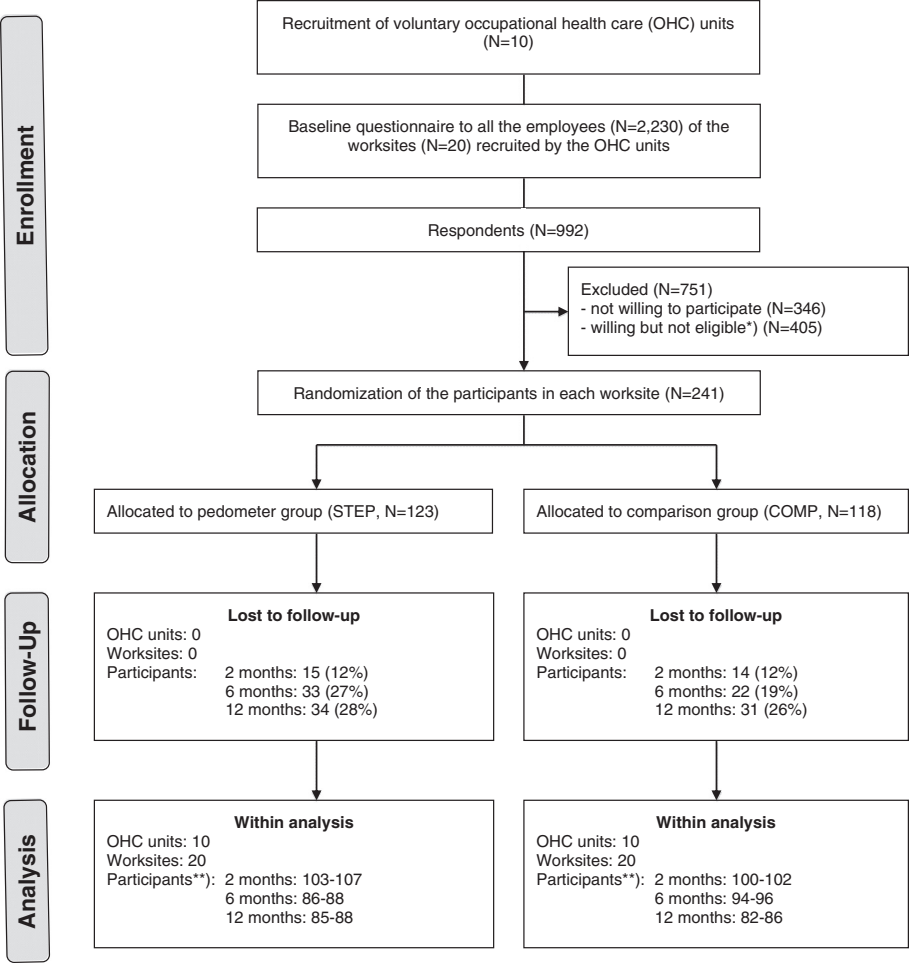 Enrollment
Recruitment of voluntary occupational health care (OHC) units
(N=10)
Baseline questionnaire to all the employees (N=2,230) of the
worksites (N=20) recruited by the OHC units
Respondents (N=992)
Excluded (N=751)
- not willing to participate (N=346)
- willing but not eligible*) (N=405)
Allocation
Randomization of the participants in each worksite (N=241)
Allocated to pedometer group (STEP, N=123)
Allocated to comparison group (COMP, N=118)
Follow-Up
Lost to follow-up
OHC units: 0
Worksites: 0
Participants: 2 months: 15 (12%)
6 months: 33 (27%)
12 months: 34 (28%)
Lost to follow-up
OHC units: 0
Worksites: 0
Participants: 2 months: 14 (12%)
6 months: 22 (19%)
12 months: 31 (26%)
Analysis
Within analysis
OHC units: 10
Worksites: 20
Participants**): 2 months: 103-107
6 months: 86-88
12 months: 85-88
Within analysis
OHC units: 10
Worksites: 20
Participants**): 2 months: 100-102
6 months: 94-96
12 months: 82-86